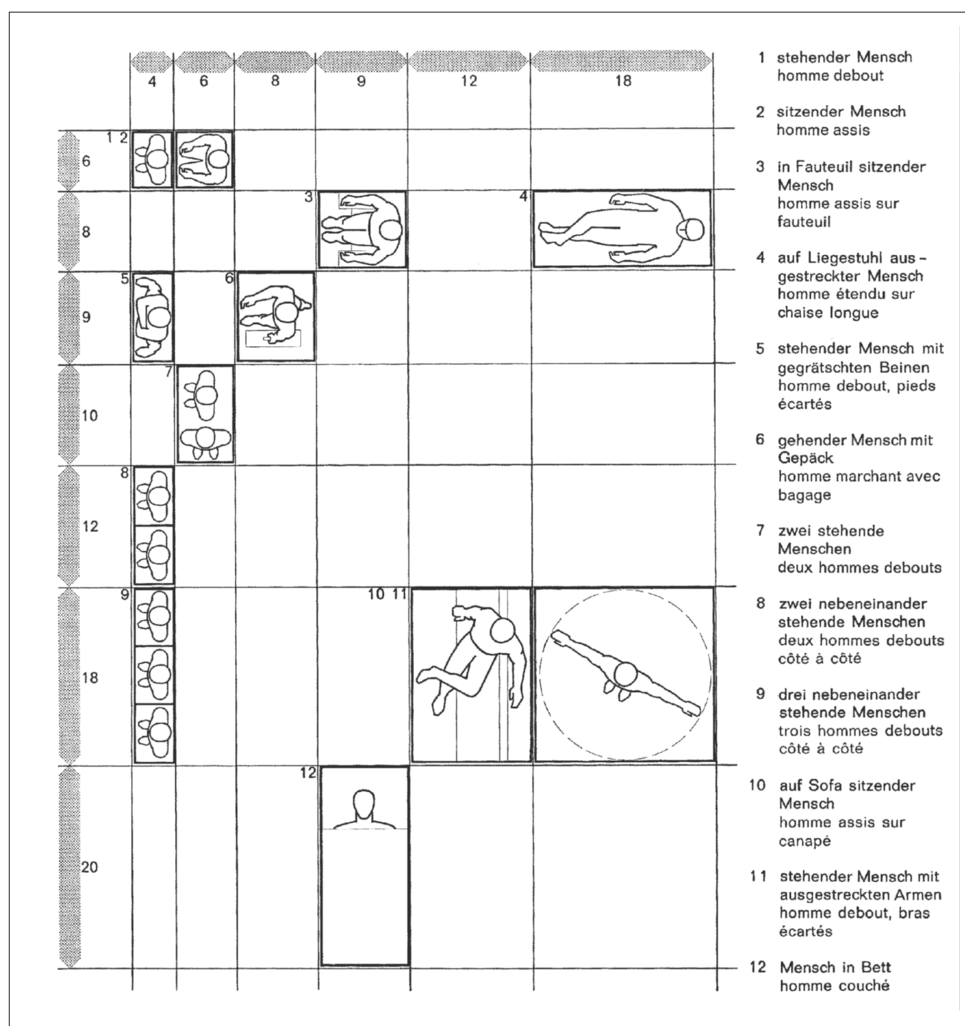 4 6 8 9 12 18
1 2
6
3 4
8
5 6
9
7
10
8
12
9 10 11
18
12
20
1 stehender Mensch
homme debout
2 sitzender Mensch
homme assis
3 in Fauteuil sitzender
Mensch
homme assis sur
fauteuil
4 auf Liegestuhl aus-
gestreckter Mensch
homme étendu sur
chaise longue
5 stehender Mensch mit
gegrätschten Beinen
homme debout, pieds
écartés
6 gehender Mensch mit
Gepäck
homme marchant avec
bagage
7 zwei stehende
Menschen
deux hommes debouts
8 zwei nebeneinander
stehende Menschen
deux hommes debouts
côté à côté
9 drei nebeneinander
stehende Menschen
trois hommes debouts
côté à côté
10 auf Sofa sitzender
Mensch
homme assis sur
canapé
11 stehender Mensch mit
ausgestreckten Armen
homme debout, bras
écartés
12 Mensch in Bett
homme couché